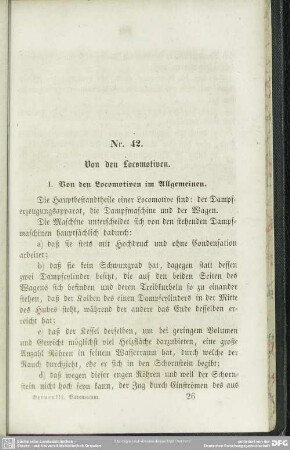 Nr. 42.
Von den Locomotiven.
I. Von den Locomotiven im Allgemeinen.
Die Hauptbestandtheile einer Locomotive sind: der Dampf-
erzeugungsapparat, die Dampfmaschine und der Wagen.
Die Maschine unterscheidet sich von den stehenden Dampf-
maschinen hauptsächlich dadurch:
a) daß sie stets mit Hochdruck und ohne Condensation
arbeitet;
b) daß sie kein Schwungrad hat, dagegen statt dessen
zwei Dampfcylinder besitzt, die auf den beiden Seiten des
Wagens sich befinden und deren Treibkurbeln so zu einander
stehen, daß der Kolben des einen Dampfcylinders in der Mitte
des Hubes steht, während der andere das Ende desselben er-
reicht hat;
c) daß der Kessel derselben, um bei geringem Volumen
und Gewicht möglichst viel Heizfläche darzubieten, eine große
Anzahl Röhren in seinem Wasserraum hat, durch welche der
Rauch durchzieht, ehe er sich in den Schornstein begibt;
d) daß wegen dieser engen Röhren und weil der Schorn-
stein nicht hoch seyn kann, der Zug durch Einströmen des aus
26